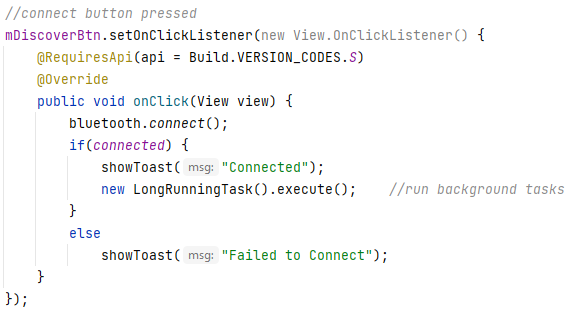 //connect button pressed
mDiscoverBtn.setOnClickListener(new View.OnClickListener() {
    @RequiresApi(api = Build.VERSION_CODES.S)
    @Override
    public void onClick(View view) {
        bluetooth.connect();
        if(connected) {
            showToast( msg: "Connected");
            new LongRunningTask().execute();    //run background tasks
        }
        else
            showToast( msg: "Failed to Connect");
    }
});